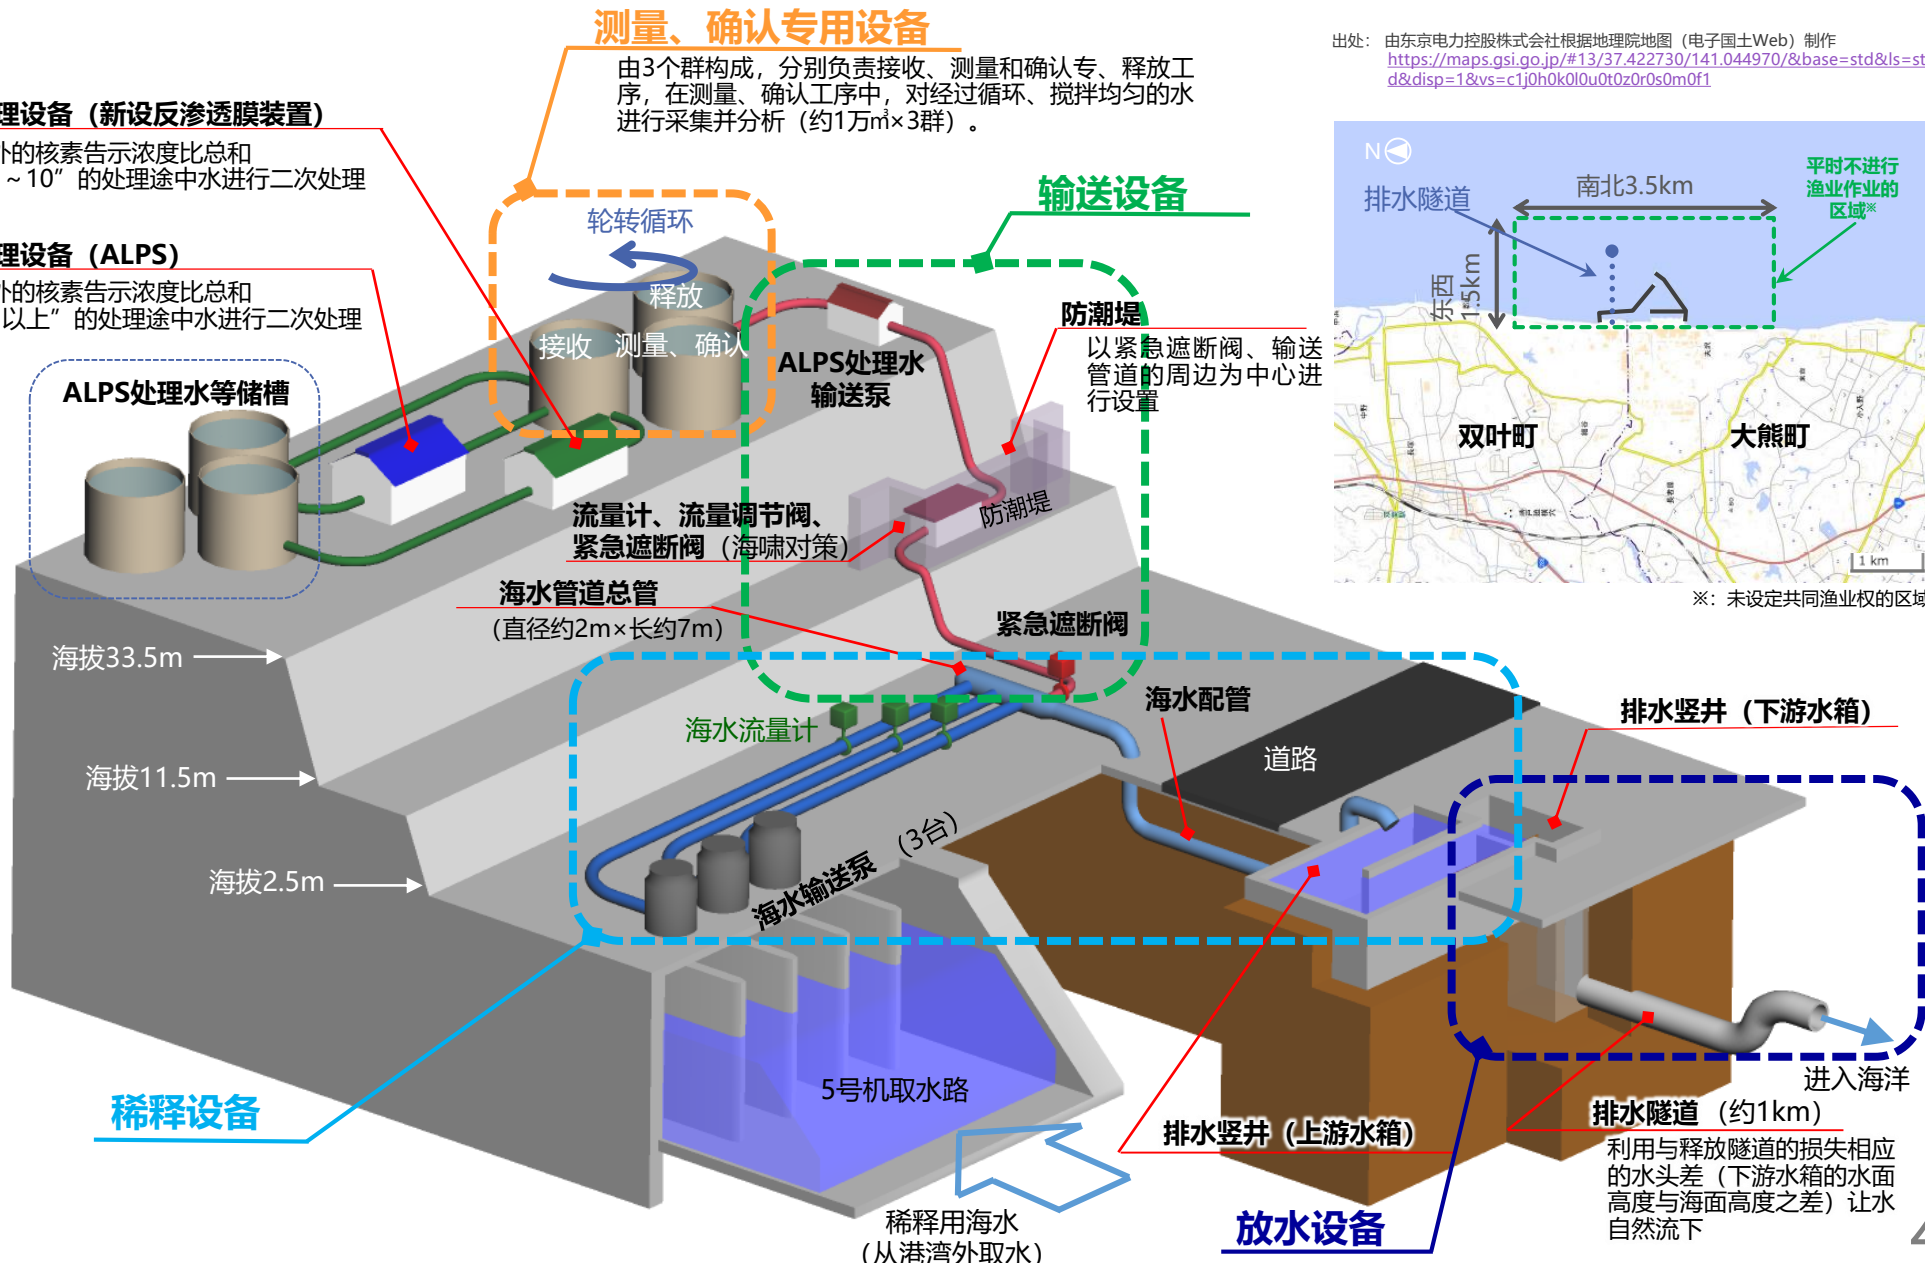 测量、确认专用设备
由3个群构成，分别负责接收、测量和确认专、释放工
序，在测量、确认工序中，对经过循环、搅拌均匀的水
进行采集并分析（约1万㎥×3群）。
出处： 由东京电力控股株式会社根据地理院地图（电子国土Web）制作
https://maps.gsi.go.jp/#13/37.422730/141.044970/&base=std&ls=st
d&disp=1&vs=c1j0h0k0l0u0t0z0r0s0m0f1
理设备（新设反渗透膜装置）
外的核素告示浓度比总和
～10”的处理途中水进行二次处理
理设备（ALPS）
外的核素告示浓度比总和
以上”的处理途中水进行二次处理
ALPS处理水等储槽
轮转循环
释放
接收
测量、确认
输送设备
ALPS处理水
输送泵
防潮堤
以紧急遮断阀、输送
管道的周边为中心进
行设置
防潮堤
流量计、流量调节阀、
紧急遮断阀（海啸对策）
海水管道总管
（直径约2m×长约7m）
紧急遮断阀
N
排水隧道
南北3.5km
东西
1.5km
平时不进行
渔业作业的
区域※
双叶町
大熊町
1 km
※：未设定共同渔业权的区域
海拔33.5m
海拔11.5m
海拔2.5m
海水流量计
海水配管
道路
排水竖井（下游水箱）
海水输送泵（3台）
5号机取水路
稀释设备
稀释用海水
（从港湾外取水）
排水竖井（上游水箱）
放水设备
进入海洋
排水隧道（约1km）
利用与释放隧道的损失相应
的水头差（下游水箱的水面
高度与海面高度之差）让水
自然流下